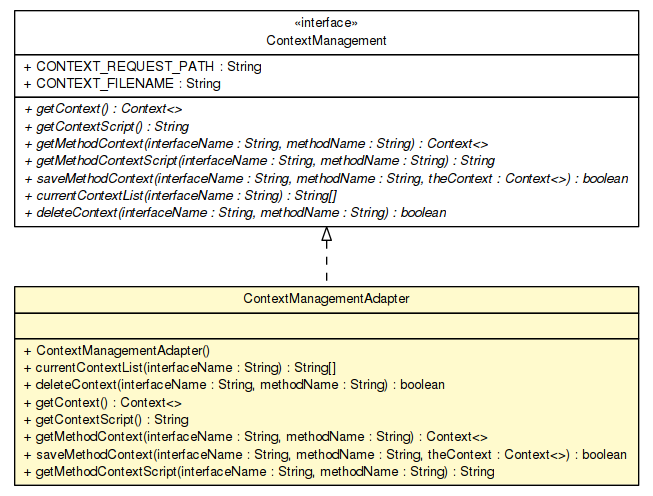 «interface»
ContextManagement
+ CONTEXT_REQUEST_PATH : String
+ CONTEXT_FILENAME : String
+ getContext() : Context<>
+ getContextScript() : String
+ getMethodContext(interfaceName : String, methodName : String) : Context<>
+ getMethodContextScript(interfaceName : String, methodName : String) : String
+ saveMethodContext(interfaceName : String, methodName : String, theContext : Context<>) : boolean
+ currentContextList(interfaceName : String) : String[]
+ deleteContext(interfaceName : String, methodName : String) : boolean
ContextManagementAdapter
+ ContextManagementAdapter()
+ currentContextList(interfaceName : String) : String[]
+ deleteContext(interfaceName : String, methodName : String) : boolean
+ getContext() : Context<>
+ getContextScript() : String
+ getMethodContext(interfaceName : String, methodName : String) : Context<>
+ saveMethodContext(interfaceName : String, methodName : String, theContext : Context<>) : boolean
+ getMethodContextScript(interfaceName : String, methodName : String) : String